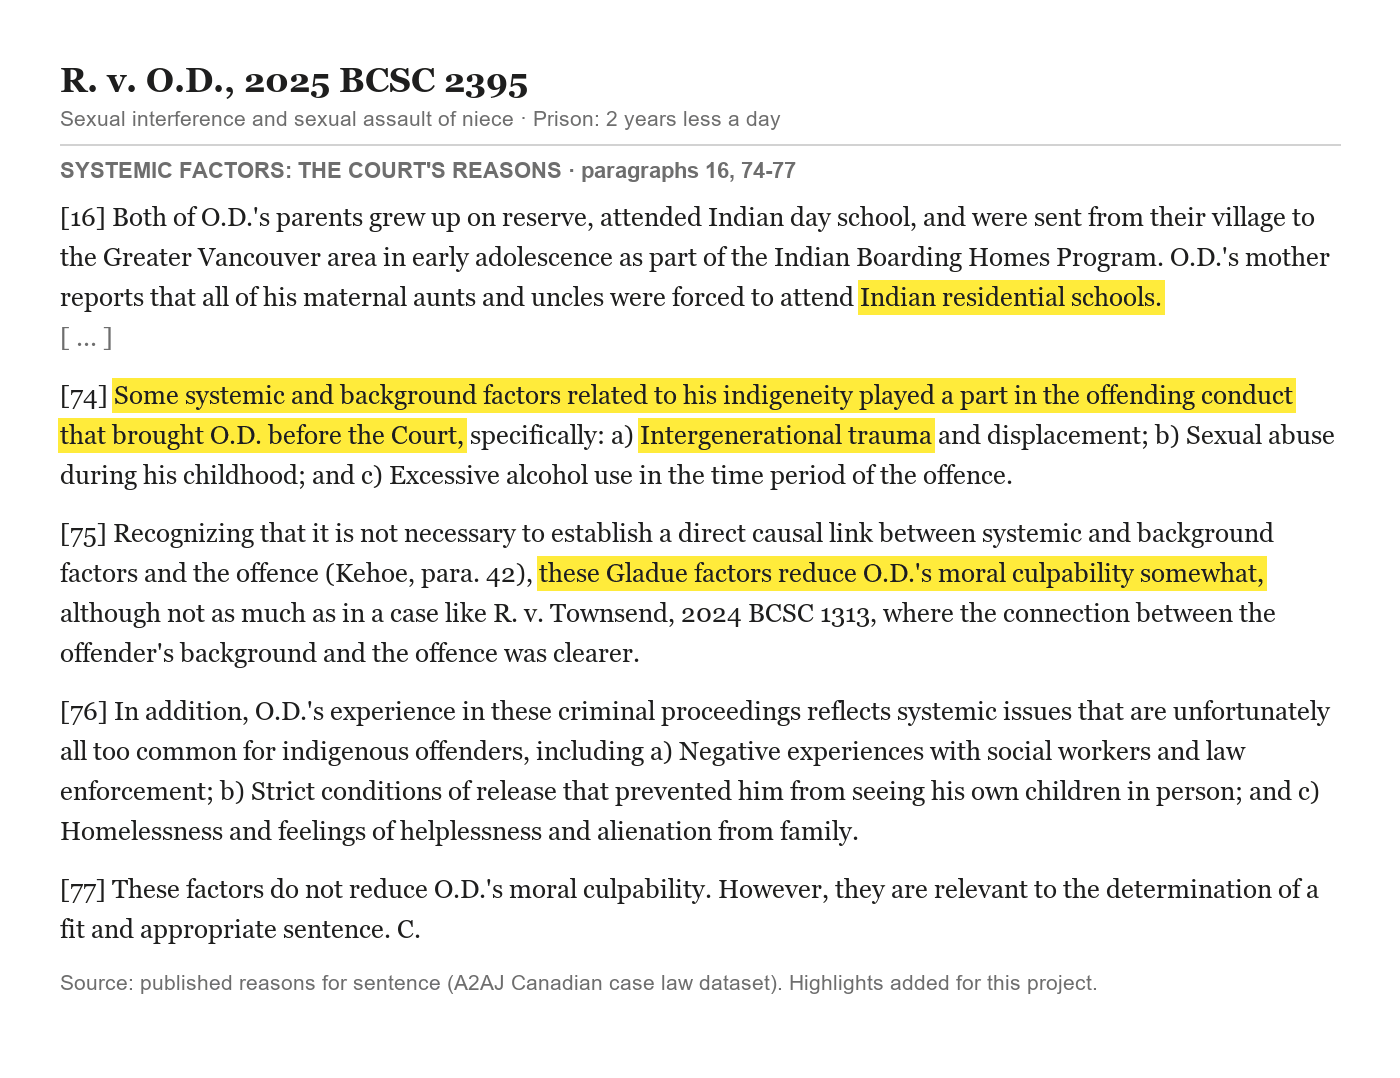 R. v. O.D., 2025 BCSC 2395
Sexual interference and sexual assault of niece · Prison: 2 years less a day
SYSTEMIC FACTORS: THE COURT'S REASONS · paragraphs 16, 74-77
[16] Both of O.D.'s parents grew up on reserve, attended Indian day school, and were sent from their village to
the Greater Vancouver area in early adolescence as part of the Indian Boarding Homes Program. O.D.'s mother
reports that all of his maternal aunts and uncles were forced to attend Indian residential schools.
[ ... ]
[74] Some systemic and background factors related to his indigeneity played a part in the offending conduct
that brought O.D. before the Court, specifically: a) Intergenerational trauma and displacement; b) Sexual abuse
during his childhood; and c) Excessive alcohol use in the time period of the offence.
[75] Recognizing that it is not necessary to establish a direct causal link between systemic and background
factors and the offence (Kehoe, para. 42), these Gladue factors reduce O.D.'s moral culpability somewhat,
although not as much as in a case like R. v. Townsend, 2024 BCSC 1313, where the connection between the
offender's background and the offence was clearer.
[76] In addition, O.D.'s experience in these criminal proceedings reflects systemic issues that are unfortunately
all too common for indigenous offenders, including a) Negative experiences with social workers and law
enforcement; b) Strict conditions of release that prevented him from seeing his own children in person; and c)
Homelessness and feelings of helplessness and alienation from family.
[77] These factors do not reduce O.D.'s moral culpability. However, they are relevant to the determination of a
fit and appropriate sentence. C.
Source: published reasons for sentence (A2AJ Canadian case law dataset). Highlights added for this project.